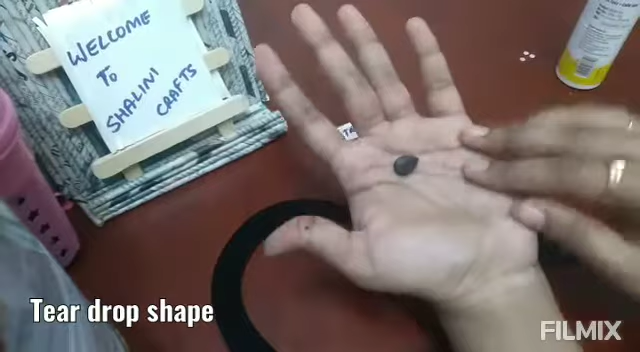 WELCOME
TO
SHALINI
CRAFTS
Tear drop shape
FILMIX